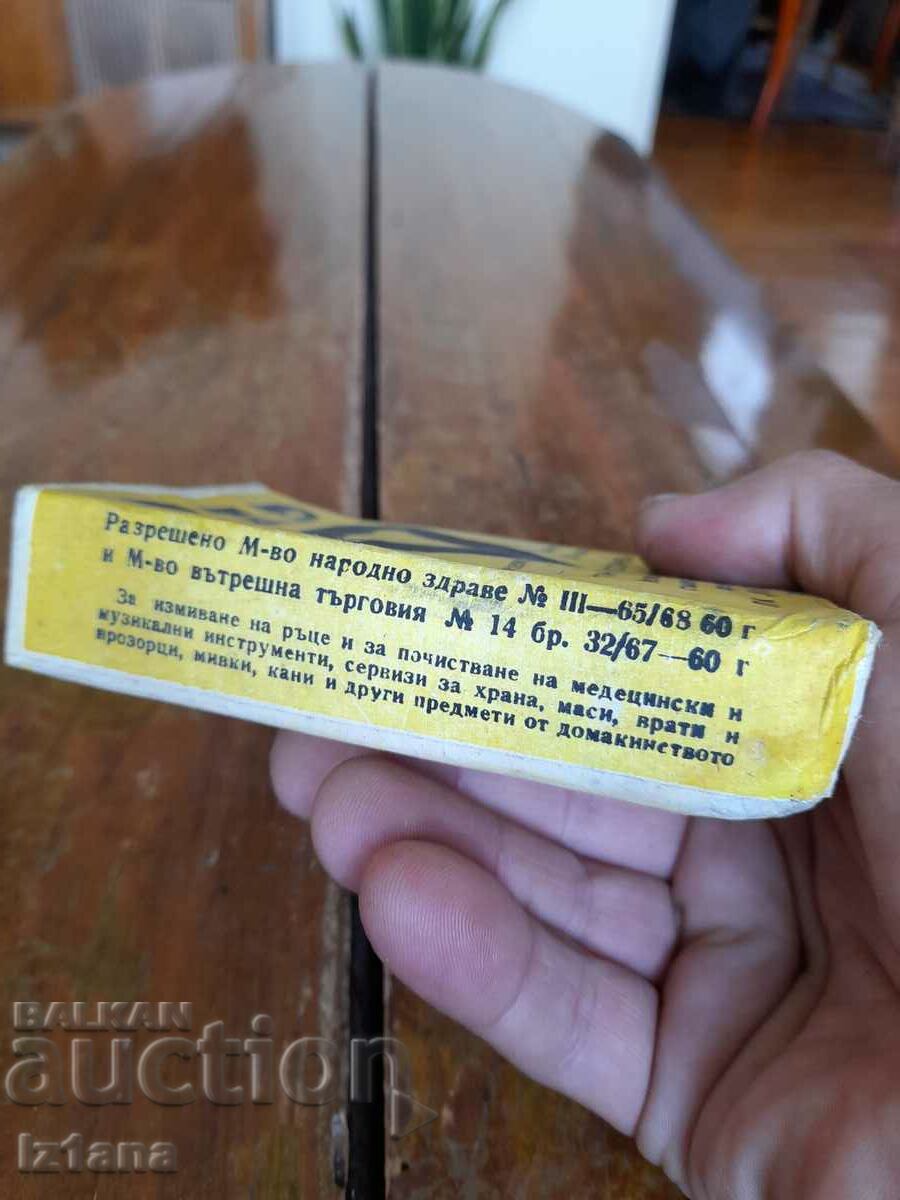 Разрешено М-во народно здраве № III—65/68 60 г
и М-во вътрешна търговия № 14 бр. 32/67—60 г
За измиване на ръце и за почистване на медецински и
музикални инструменти, сервизи за храна, маси, врати и
прозорци, мивки, кани и други предмети от домакинството
BALKAN
auction
Iz1ana